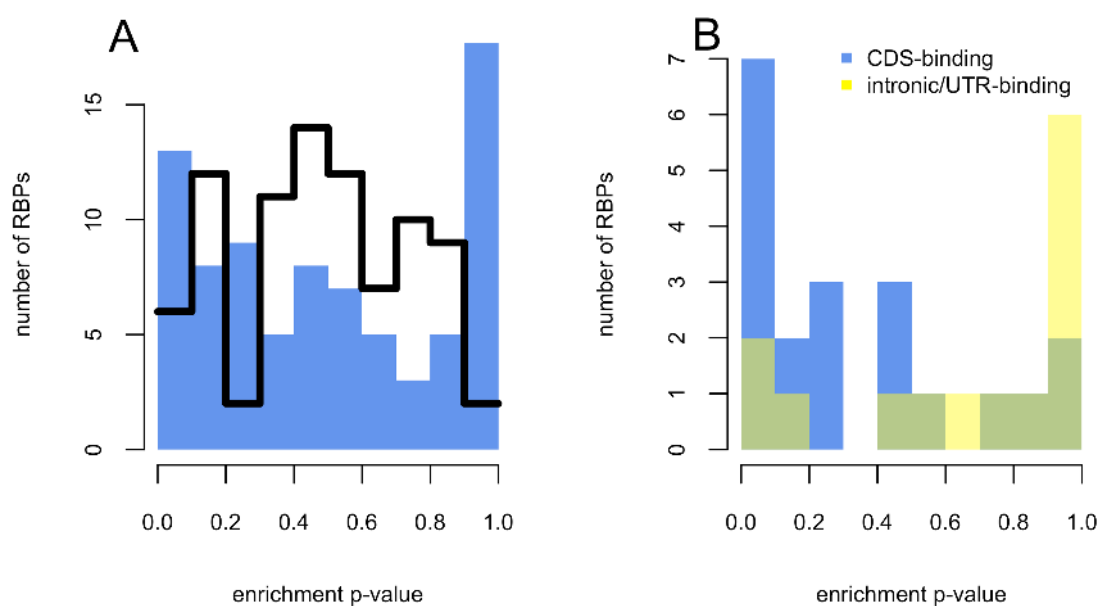 A
number of RBPs
15
10
5
0
0.0 0.2 0.4 0.6 0.8 1.0
enrichment p-value
B
CDS-binding
intronic/UTR-binding
number of RBPs
7
6
5
4
3
2
1
0
0.0 0.2 0.4 0.6 0.8 1.0
enrichment p-value